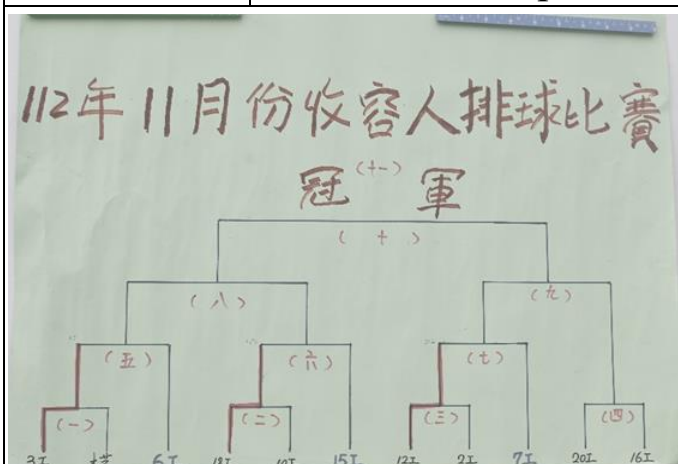 112年11月份收容人排球比賽
(十一)
冠軍
(十)
(八) (九)
(五) (六) (七)
(一) (二) (三) (四)
3工 6工 15工 2工 7工 20工 16工